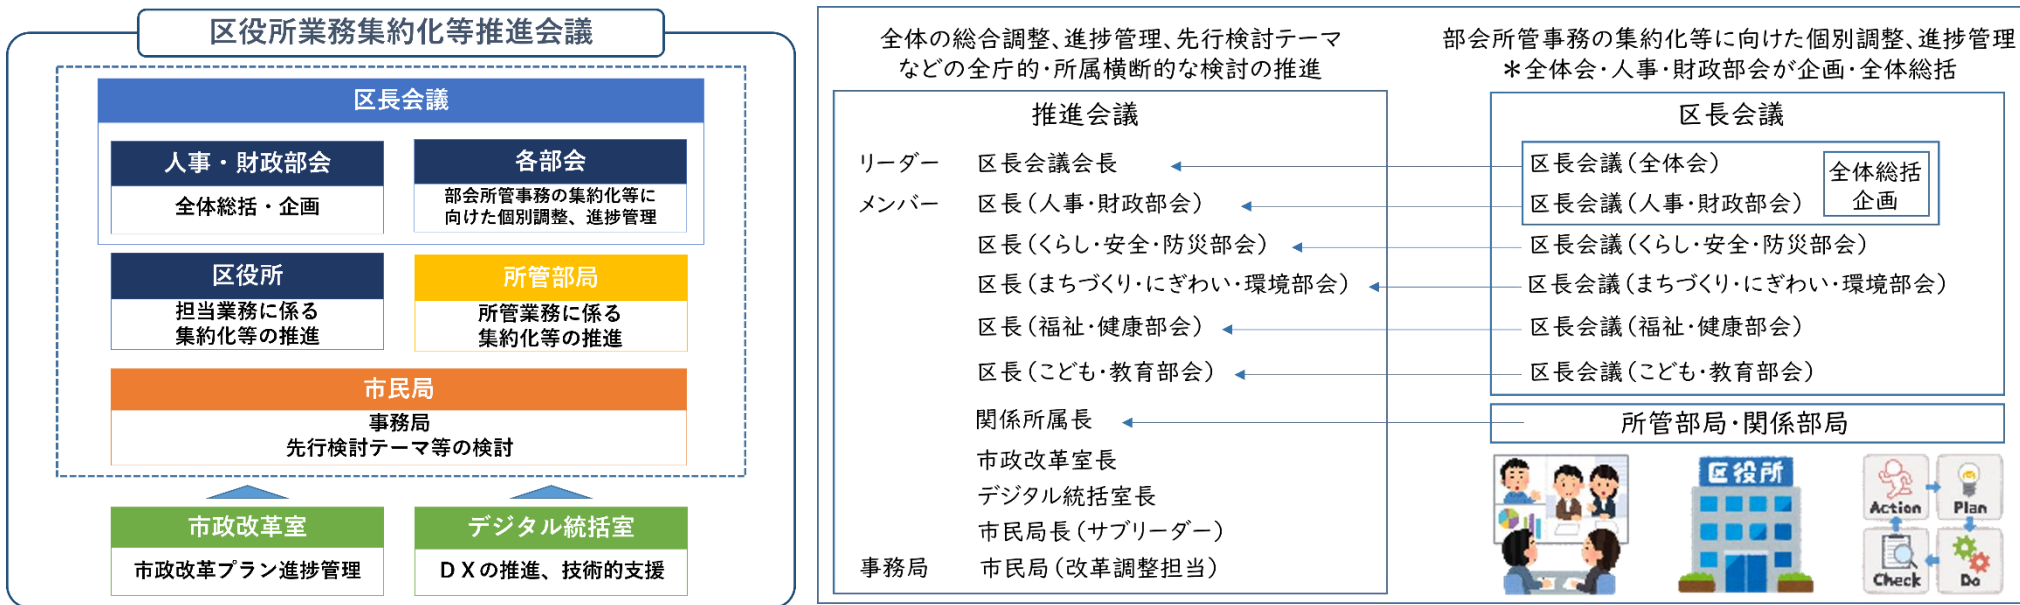 区役所業務集約化等推進会議
区長会議
人事・財政部会
全体総括・企画
各部会
部会所管事務の集約化等に
向けた個別調整、進捗管理
区役所
担当業務に係る
集約化等の推進
所管部局
所管業務に係る
集約化等の推進
市民局
事務局
先行検討テーマ等の検討
市政改革室
市政改革プラン進捗管理
デジタル統括室
ＤＸの推進、技術的支援
全体の総合調整、進捗管理、先行検討テーマ
などの全庁的・所属横断的な検討の推進
推進会議
リーダー 区長会議会長
メンバー 区長（人事・財政部会）
区長（くらし・安全・防災部会）
区長（まちづくり・にぎわい・環境部会）
区長（福祉・健康部会）
区長（こども・教育部会）
関係所属長
市政改革室長
デジタル統括室長
市民局長（サブリーダー）
事務局 市民局（改革調整担当）
部会所管事務の集約化等に向けた個別調整、進捗管理
＊全体会・人事・財政部会が企画・全体総括
区長会議
区長会議（全体会）
区長会議（人事・財政部会）
全体総括
企画
区長会議（くらし・安全・防災部会）
区長会議（まちづくり・にぎわい・環境部会）
区長会議（福祉・健康部会）
区長会議（こども・教育部会）
所管部局・関係部局
区役所
Action
Plan
Check
Do